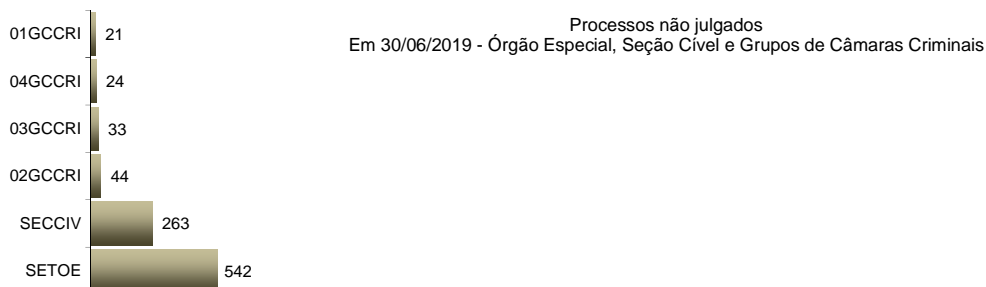 Processos não julgados
Em 30/06/2019 - Órgão Especial, Seção Cível e Grupos de Câmaras Criminais
01GCCRI 21
04GCCRI 24
03GCCRI 33
02GCCRI 44
SECCIV 263
SETOE 542